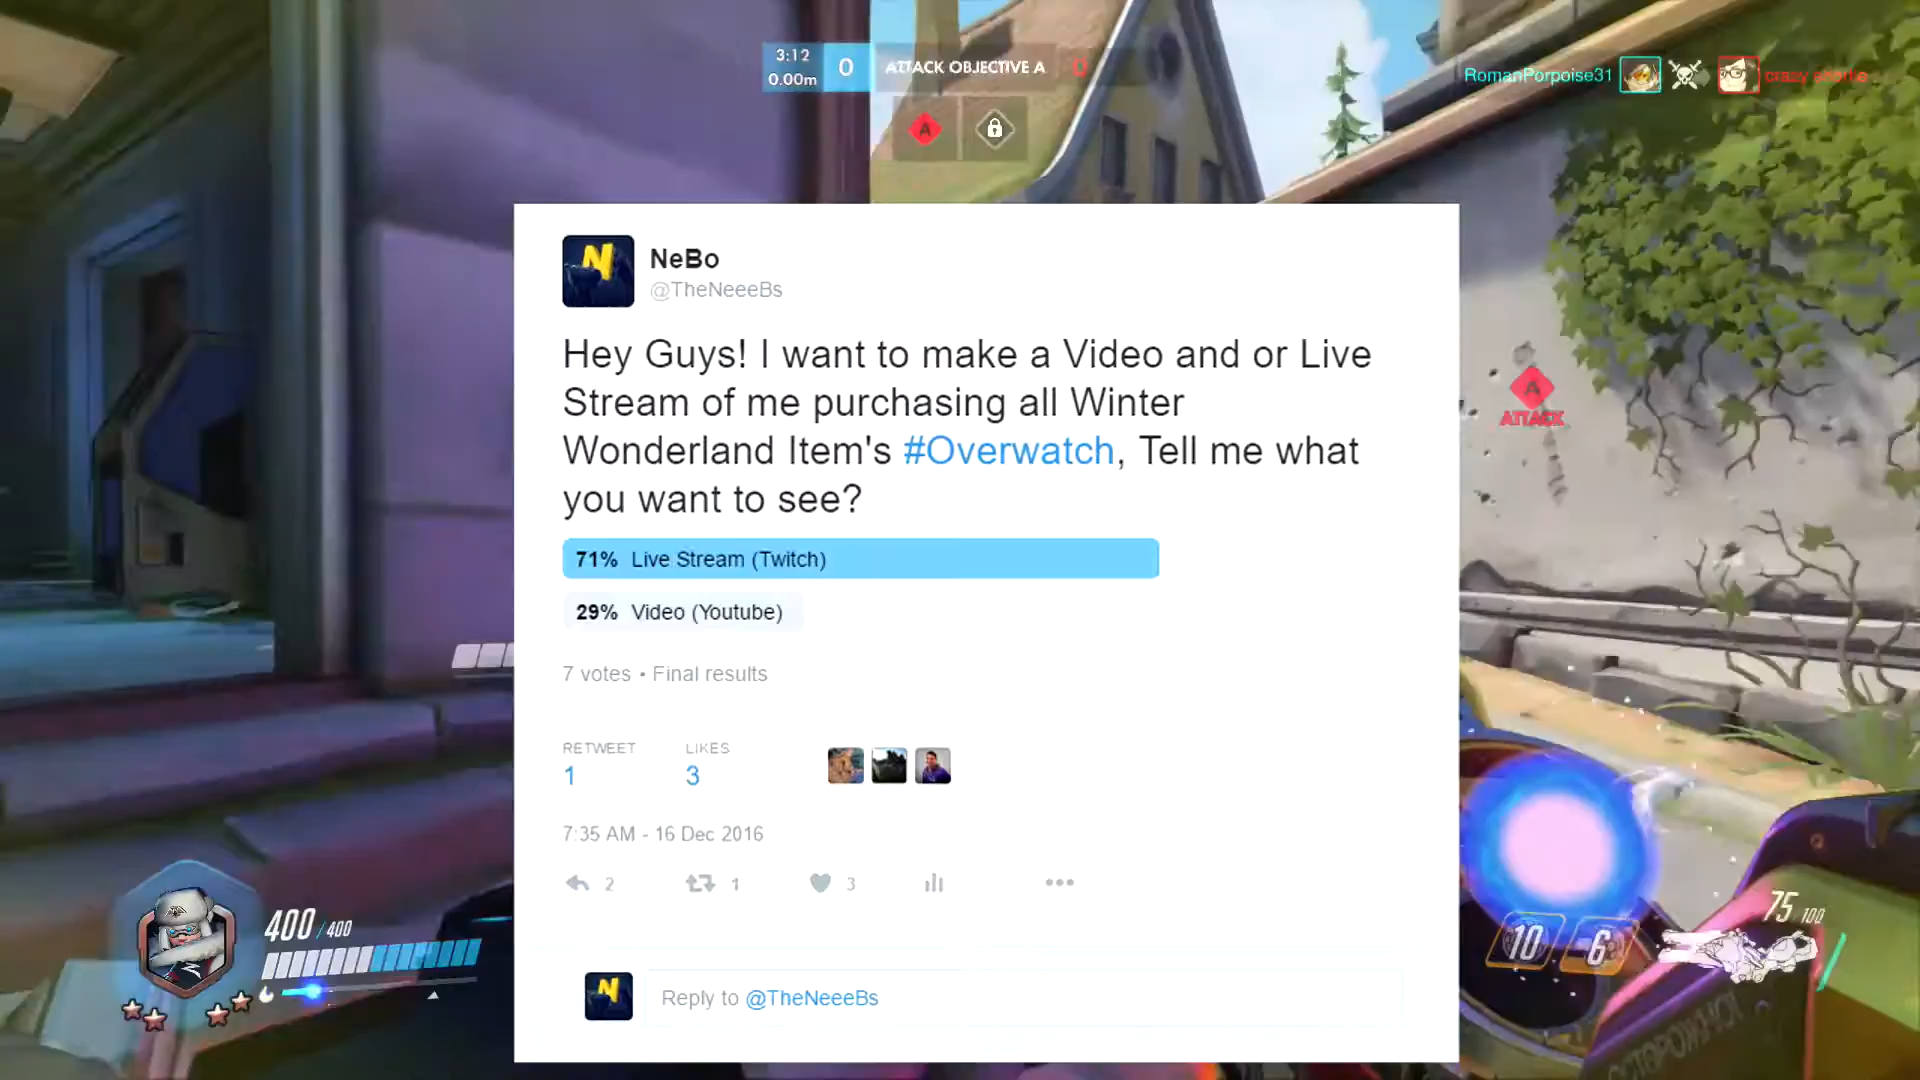 3:12
0.00m
0
ATTACK OBJECTIVE A
0
A
RomanPorpoise31
NeBo
@TheNeeeBs
Hey Guys! I want to make a Video and or Live
Stream of me purchasing all Winter
Wonderland Item's #Overwatch, Tell me what
you want to see?
A
ATTACK
71% Live Stream (Twitch)
29% Video (Youtube)
7 votes • Final results
RETWEET LIKES
1 3
7:35 AM - 16 Dec 2016
2 1 3
400 / 400
75 100
10 6
Reply to @TheNeeeBs